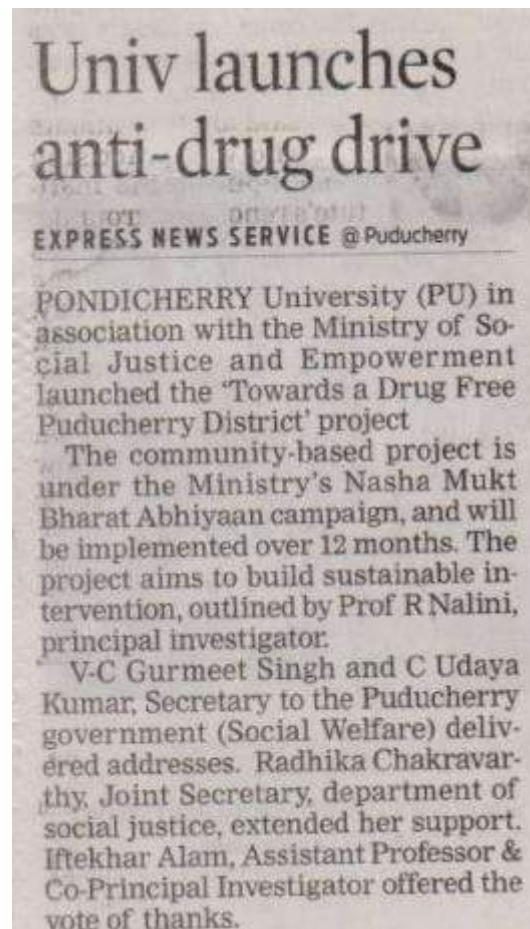 Univ launches
anti-drug drive
EXPRESS NEWS SERVICE @ Puducherry
PONDICHERRY University (PU) in
association with the Ministry of So-
cial Justice and Empowerment
launched the ‘Towards a Drug Free
Puducherry District’ project
The community-based project is
under the Ministry’s Nasha Mukt
Bharat Abhiyaan campaign, and will
be implemented over 12 months. The
project aims to build sustainable in-
tervention, outlined by Prof R Nalini,
principal investigator.
V-C Gurmeet Singh and C Udaya
Kumar, Secretary to the Puducherry
government (Social Welfare) deliv-
ered addresses. Radhika Chakravar-
thy, Joint Secretary, department of
social justice, extended her support.
Iftekhar Alam, Assistant Professor &
Co-Principal Investigator offered the
vote of thanks.